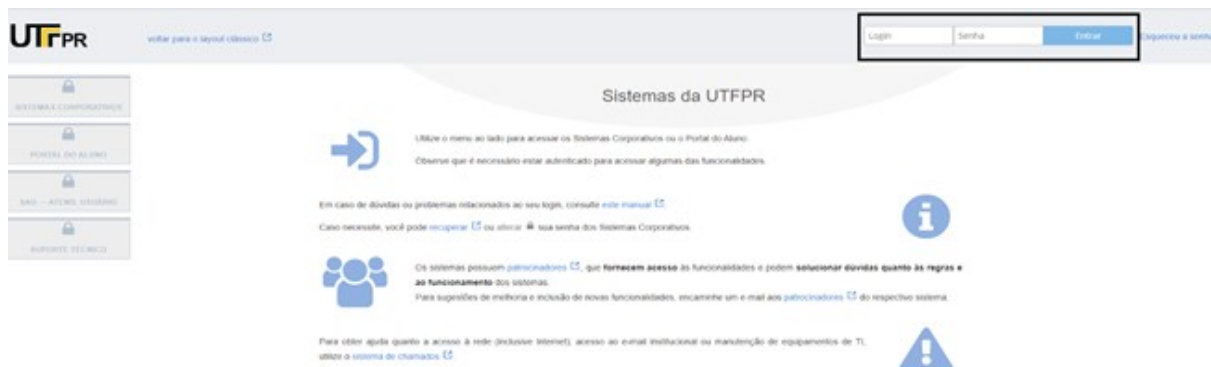 UTFPR
voltar para o layout clássico
Login
Senha
Entrar
Esqueceu a senh
SISTEMAS CORPORATIVOS
PORTAL DO ALUNO
SAU - ATEND. USUÁRIO
SUPORTE TÉCNICO
Sistemas da UTFPR
Utilize o menu ao lado para acessar os Sistemas Corporativos ou o Portal do Aluno.
Observe que é necessário estar autenticado para acessar algumas das funcionalidades.
Em caso de dúvidas ou problemas relacionados ao seu login, consulte este manual.
Caso necessite, você pode recuperar ou alterar sua senha dos Sistemas Corporativos.
Os sistemas possuem patrocinadores, que fornecem acesso às funcionalidades e podem solucionar dúvidas quanto às regras e
ao funcionamento dos sistemas.
Para sugestões de melhoria e inclusão de novas funcionalidades, encaminhe um e-mail aos patrocinadores do respectivo sistema.
Para obter ajuda quanto a acesso à rede (inclusive Internet), acesso ao e-mail institucional ou manutenção de equipamentos de TI,
utilize o sistema de chamados.